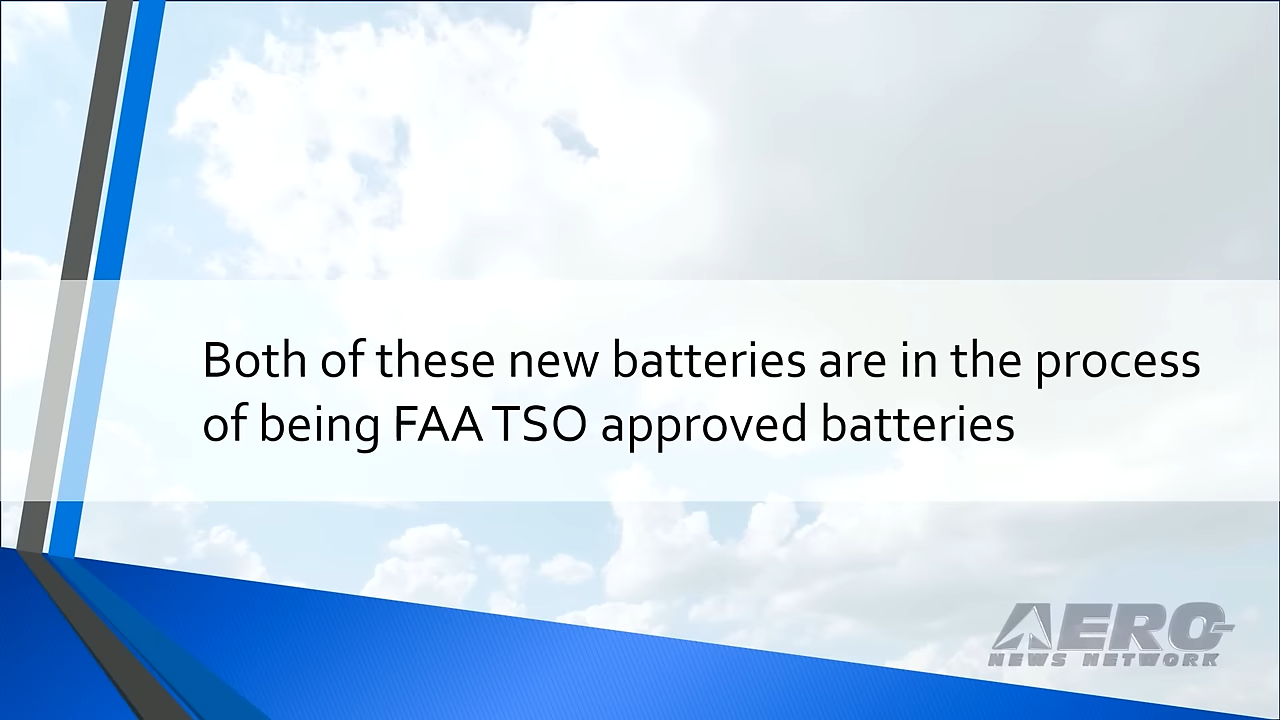 Both of these new batteries are in the process
of being FAA TSO approved batteries
AERO
NEWS NETWORK